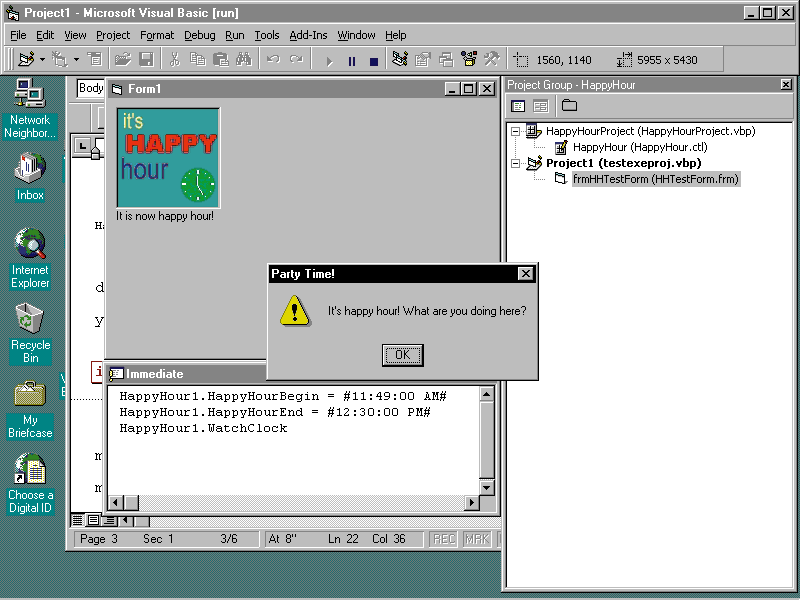 Project1 - Microsoft Visual Basic [run]
File Edit View Project Format Debug Run Tools Add-Ins Window Help
1560, 1140 5955 x 5430
Network
Neighbor...
Inbox
Internet
Explorer
Recycle
Bin
My
Briefcase
Choose a
Digital ID
Body
Form1
it's
HAPPY
hour
It is now happy hour!
Party Time!
It's happy hour! What are you doing here?
OK
Immediate
HappyHour1.HappyHourBegin = #11:49:00 AM#
HappyHour1.HappyHourEnd = #12:30:00 PM#
HappyHour1.WatchClock
Page 3 Sec 1 3/6 At 8" Ln 22 Col 36 REC MRK
Project Group - HappyHour
HappyHourProject (HappyHourProject.vbp)
HappyHour (HappyHour.ctl)
Project1 (testexeproj.vbp)
frmHHTestForm (HHTestForm.frm)